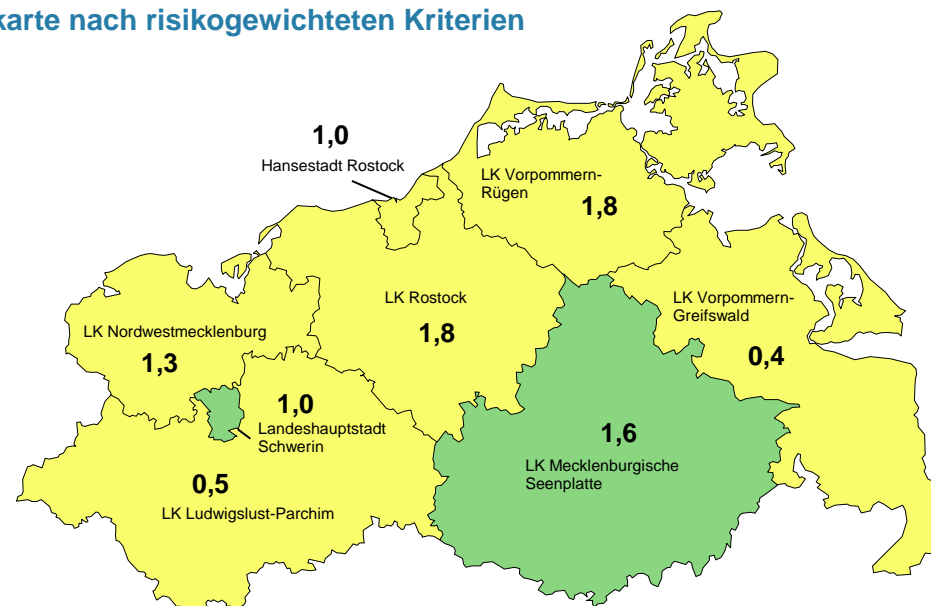 karte nach risikogewichteten Kriterien
1,0
Hansestadt Rostock
LK Vorpommern-
Rügen
1,8
LK Rostock
1,8
LK Vorpommern-
Greifswald
0,4
LK Nordwestmecklenburg
1,3
1,0
Landeshauptstadt
Schwerin
1,6
LK Mecklenburgische
Seenplatte
0,5
LK Ludwigslust-Parchim